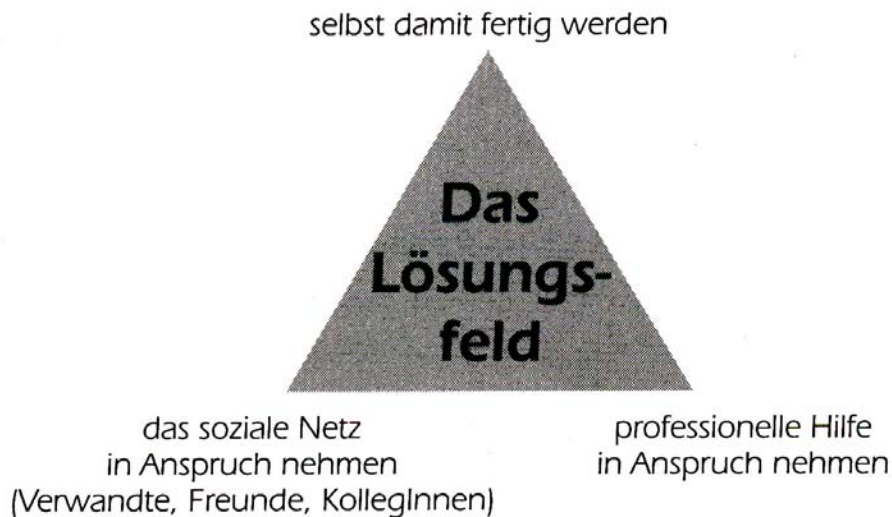 selbst damit fertig werden
Das
Lösungs-
feld
das soziale Netz
in Anspruch nehmen
(Verwandte, Freunde, KollegInnen)
professionelle Hilfe
in Anspruch nehmen